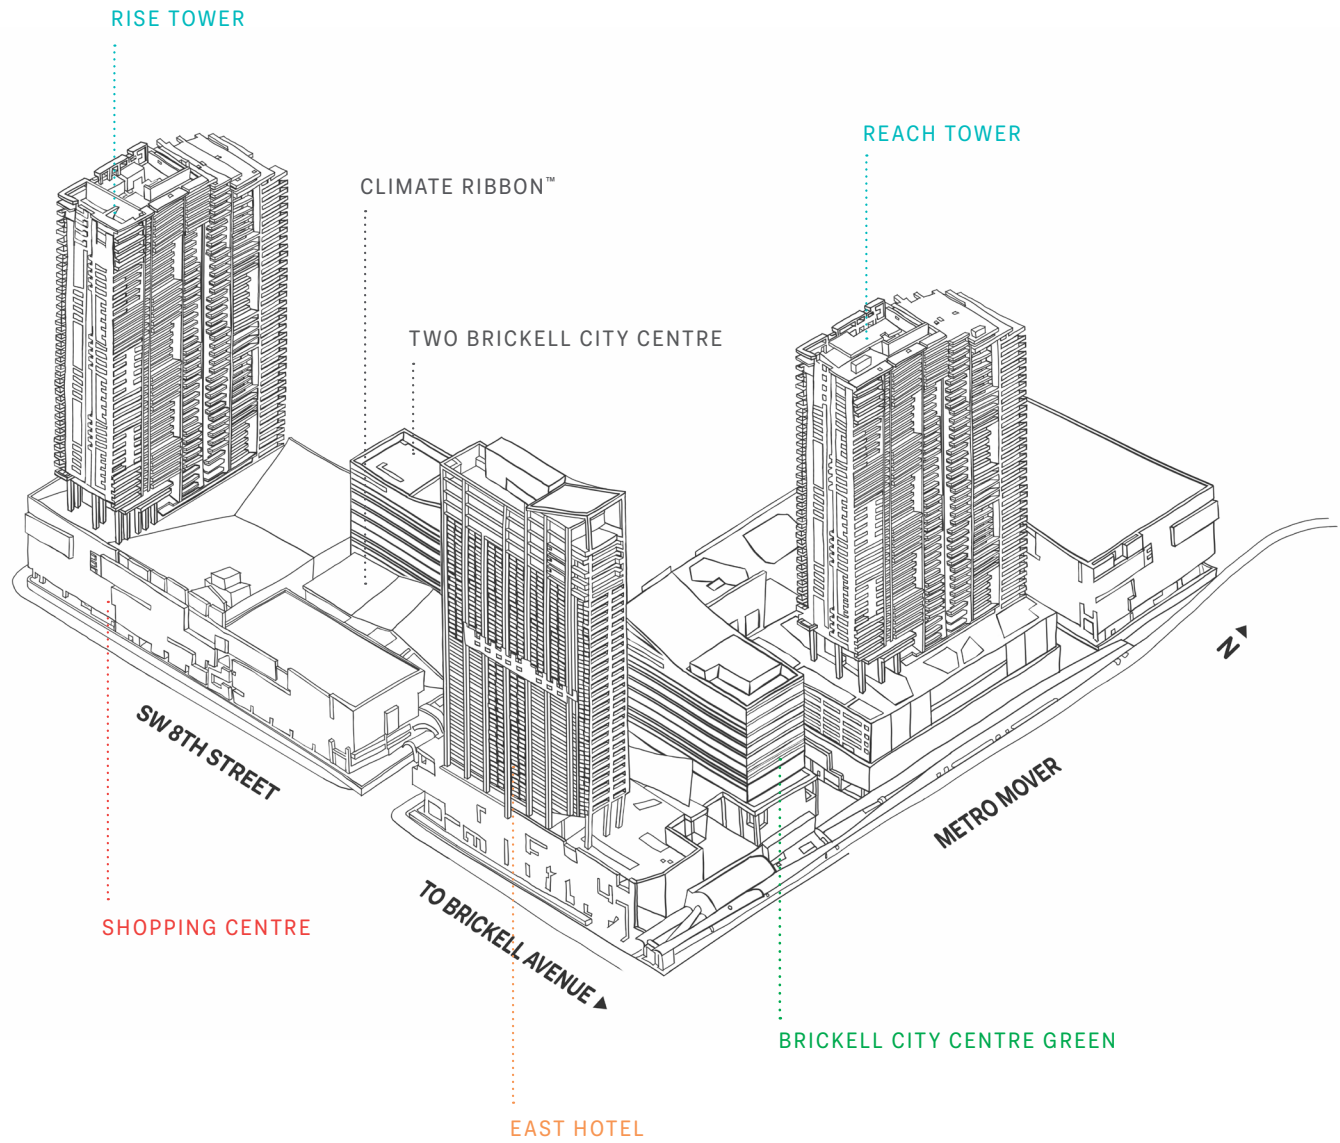 RISE TOWER
REACH TOWER
CLIMATE RIBBON™
TWO BRICKELL CITY CENTRE
N
SW 8TH STREET
METRO MOVER
TO BRICKELL AVENUE
SHOPPING CENTRE
BRICKELL CITY CENTRE GREEN
EAST HOTEL